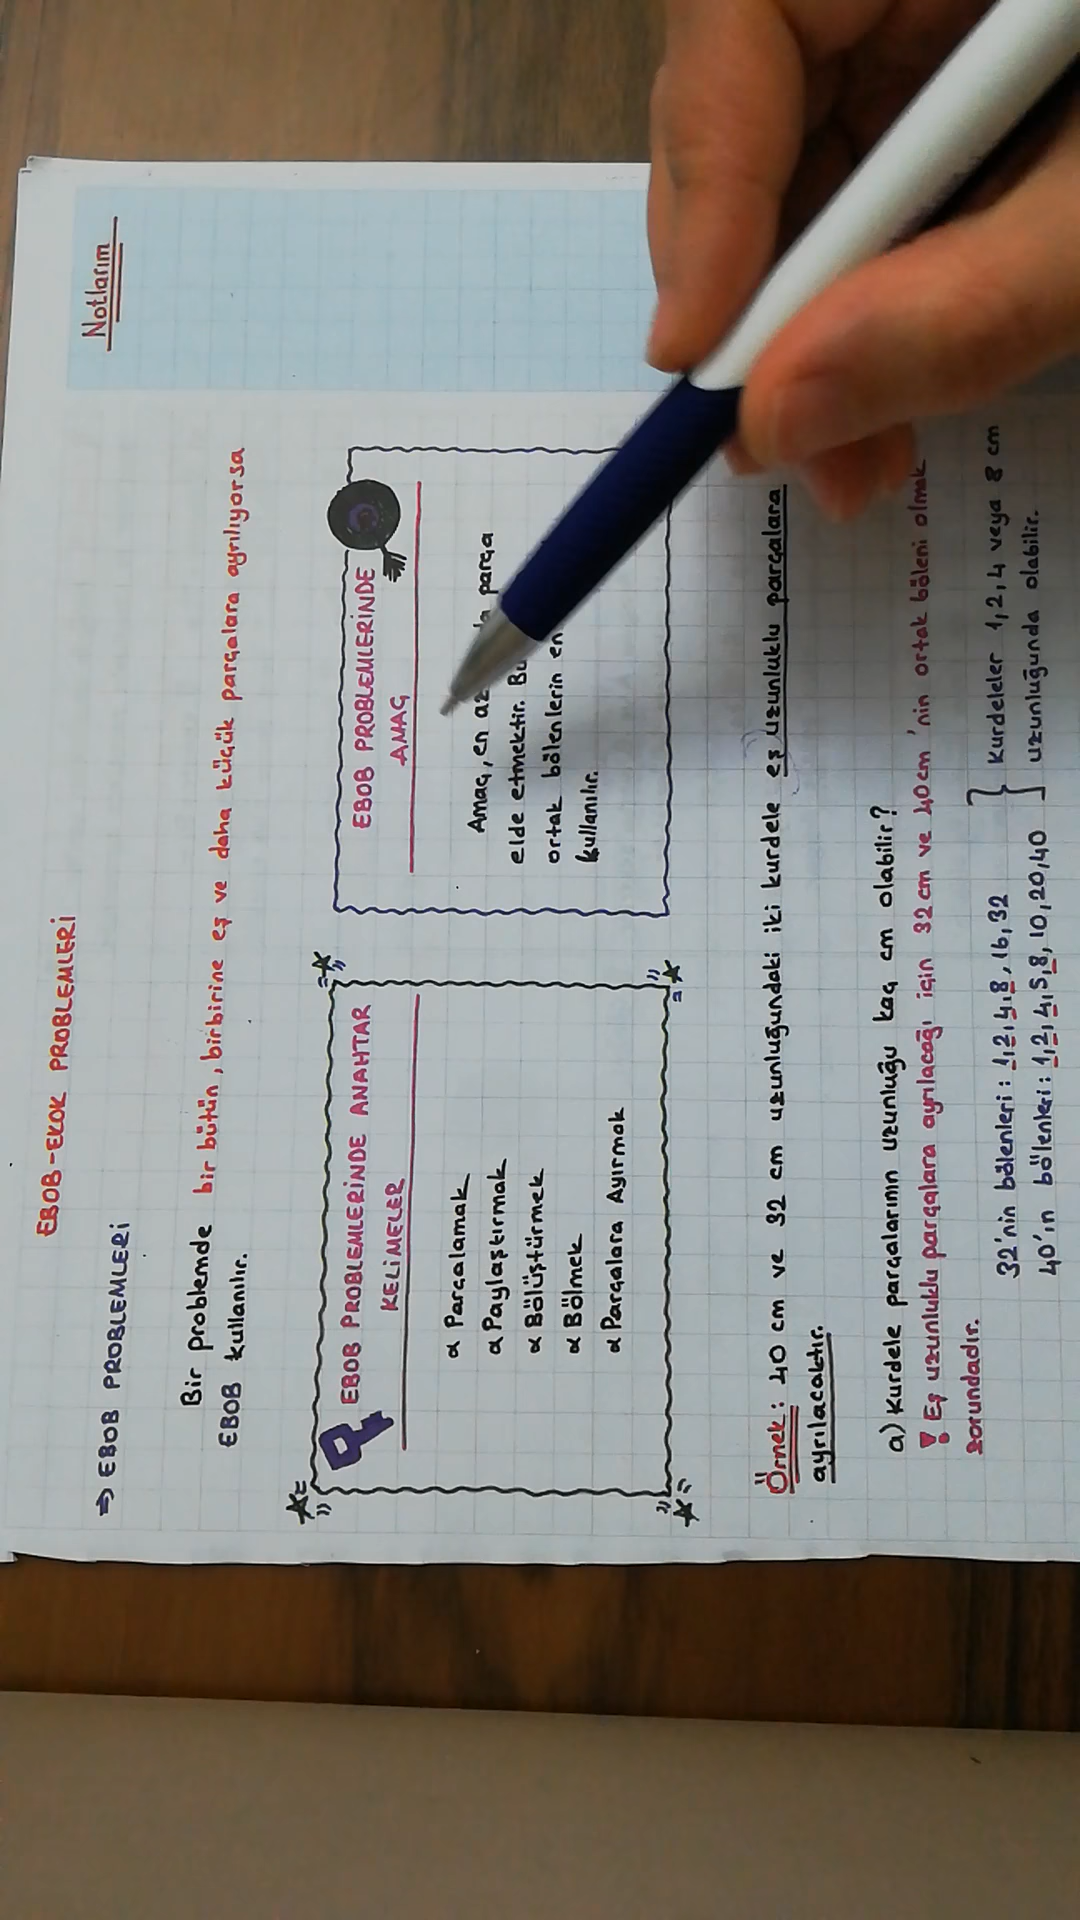 Notlarım
EBOB-EKOK PROBLEMLERİ
⇒ EBOB PROBLEMLERİ
Bir problemde bir bütün, birbirine eş ve daha küçük parçalara ayrılıyorsa
EBOB kullanılır.
EBOB PROBLEMLERİNDE ANAHTAR
KELİMELER
α Parçalamak
α Paylaştırmak
α Bölüştürmek
α Bölmek
α Parçalara Ayırmak
EBOB PROBLEMLERİNDE
AMAÇ
Amaç, en az parça
elde etmektir.
ortak bölenlerin en
kullanılır.
Örnek: 40 cm ve 32 cm uzunluğundaki iki kurdele eş uzunluklu parçalara
ayrılacaktır.
a) Kurdele parçalarının uzunluğu kaç cm olabilir?
! Eş uzunluklu parçalara ayrılacağı için 32 cm ve 40 cm'nin ortak böleni olmak
zorundadır.
32'nin bölenleri: 1,2,4,8,16,32
40'ın bölenleri: 1,2,4,5,8,10,20,40
} Kurdeleler 1,2,4 veya 8 cm
uzunluğunda olabilir.